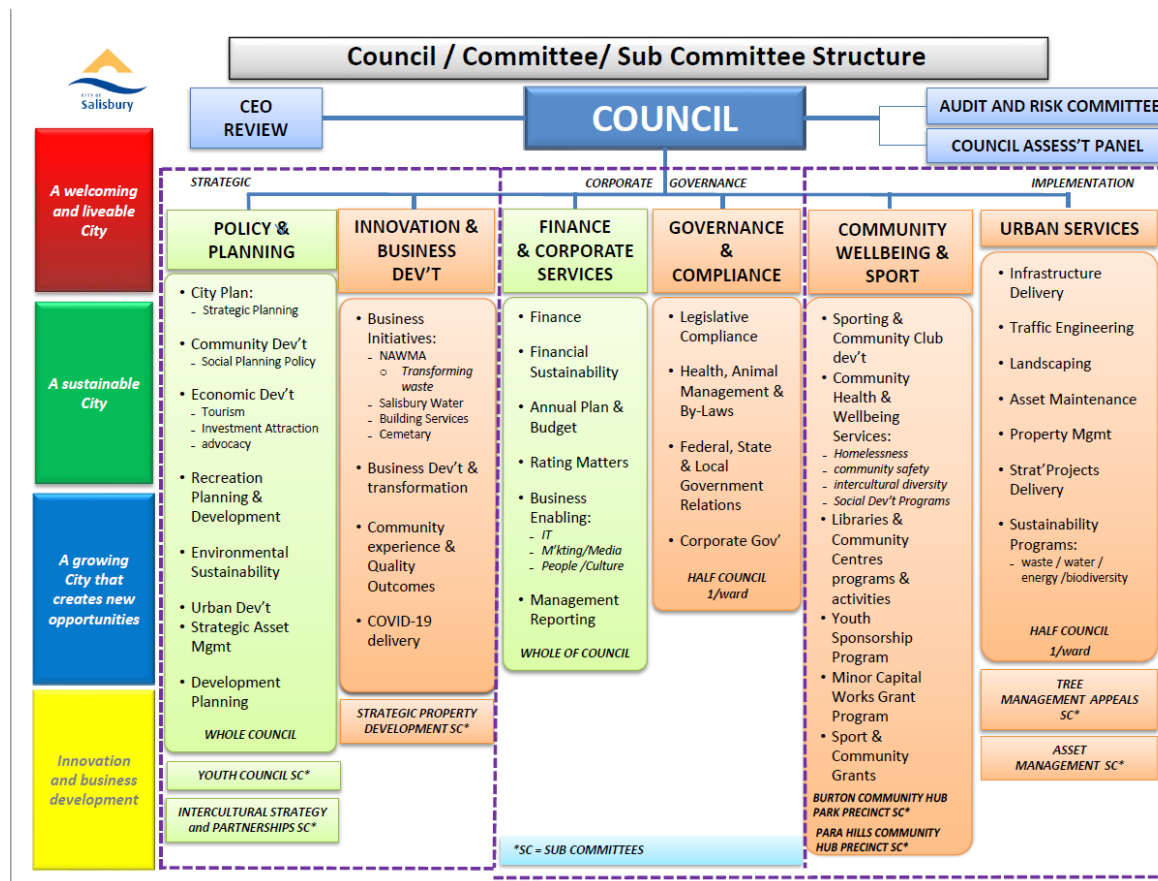 Council / Committee/ Sub Committee Structure
CITY OF
Salisbury
CEO
REVIEW
COUNCIL
AUDIT AND RISK COMMITTEE
COUNCIL ASSESS'T PANEL
A welcoming
and liveable
City
A sustainable
City
A growing
City that
creates new
opportunities
Innovation
and business
development
STRATEGIC
CORPORATE
GOVERNANCE
IMPLEMENTATION
POLICY &
PLANNING
• City Plan:
- Strategic Planning
• Community Dev't
- Social Planning Policy
• Economic Dev't
- Tourism
- Investment Attraction
- advocacy
• Recreation
Planning &
Development
• Environmental
Sustainability
• Urban Dev't
• Strategic Asset
Mgmt
• Development
Planning
WHOLE COUNCIL
YOUTH COUNCIL SC*
INTERCULTURAL STRATEGY
and PARTNERSHIPS SC*
INNOVATION &
BUSINESS
DEV'T
• Business
Initiatives:
- NAWMA
o Transforming
waste
- Salisbury Water
- Building Services
- Cemetary
• Business Dev't &
transformation
• Community
experience &
Quality
Outcomes
• COVID-19
delivery
STRATEGIC PROPERTY
DEVELOPMENT SC*
FINANCE
& CORPORATE
SERVICES
• Finance
• Financial
Sustainability
• Annual Plan &
Budget
• Rating Matters
• Business
Enabling:
- IT
- M'kting/Media
- People /Culture
• Management
Reporting
WHOLE OF COUNCIL
GOVERNANCE
&
COMPLIANCE
• Legislative
Compliance
• Health, Animal
Management &
By-Laws
• Federal, State
& Local
Government
Relations
• Corporate Gov'
HALF COUNCIL
1/ward
COMMUNITY
WELLBEING &
SPORT
• Sporting &
Community Club
dev't
• Community
Health &
Wellbeing
Services:
- Homelessness
- community safety
- intercultural diversity
- Social Dev't Programs
• Libraries &
Community
Centres
programs &
activities
• Youth
Sponsorship
Program
• Minor Capital
Works Grant
Program
• Sport &
Community
Grants
BURTON COMMUNITY HUB
PARK PRECINCT SC*
PARA HILLS COMMUNITY
HUB PRECINCT SC*
URBAN SERVICES
• Infrastructure
Delivery
• Traffic Engineering
• Landscaping
• Asset Maintenance
• Property Mgmt
• Strat'Projects
Delivery
• Sustainability
Programs:
- waste / water /
energy /biodiversity
HALF COUNCIL
1/ward
TREE
MANAGEMENT APPEALS
SC*
ASSET
MANAGEMENT SC*
*SC = SUB COMMITTEES